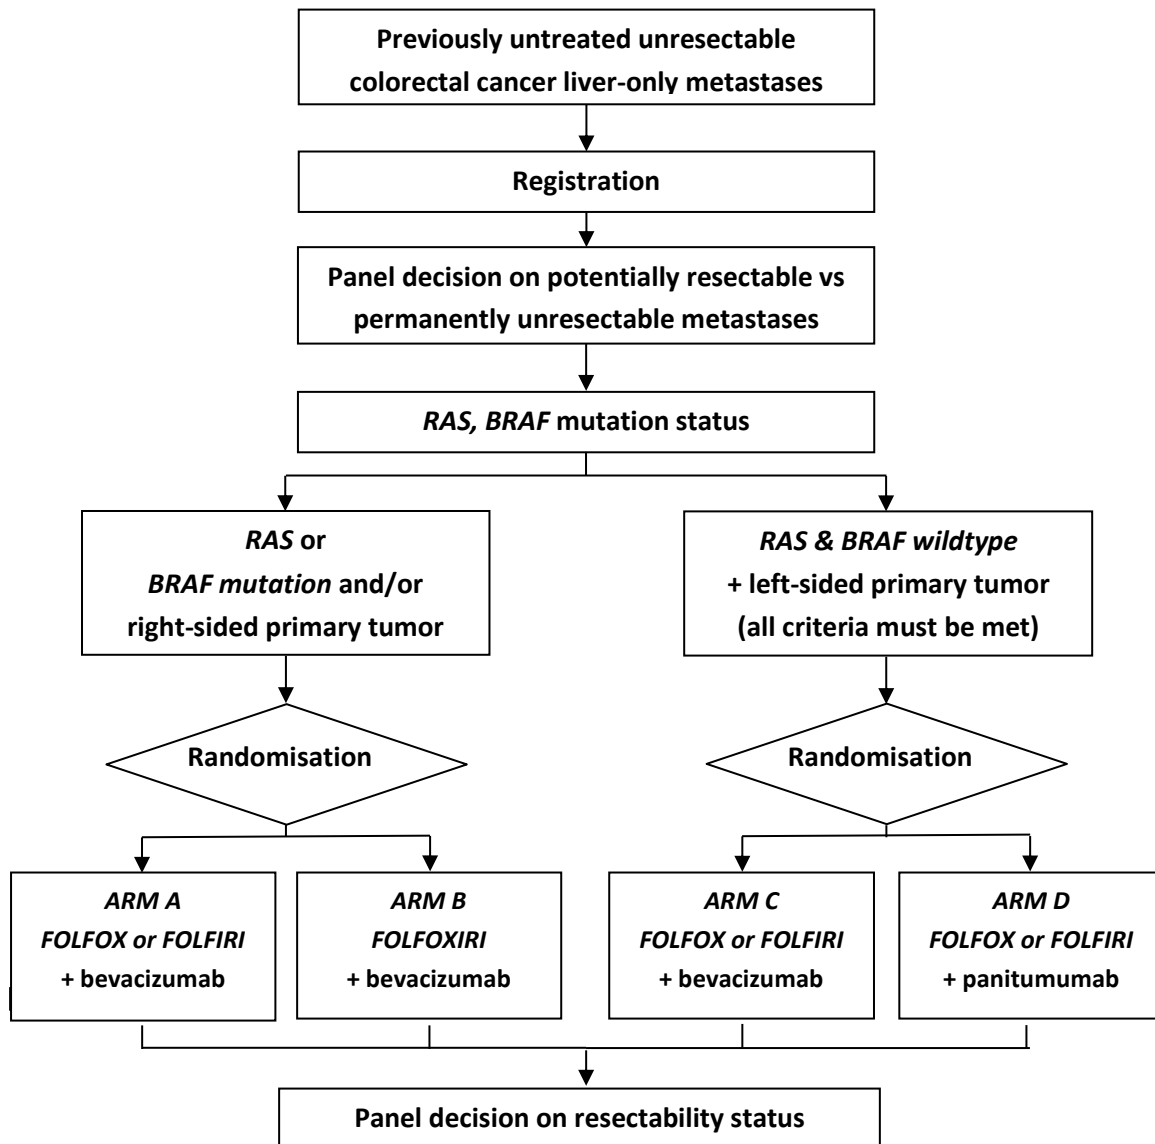 Previously untreated unresectable
colorectal cancer liver-only metastases
Registration
Panel decision on potentially resectable vs
permanently unresectable metastases
RAS, BRAF mutation status
RAS or
BRAF mutation and/or
right-sided primary tumor
RAS & BRAF wildtype
+ left-sided primary tumor
(all criteria must be met)
Randomisation
Randomisation
ARM A
FOLFOX or FOLFIRI
+ bevacizumab
ARM B
FOLFOXIRI
+ bevacizumab
ARM C
FOLFOX or FOLFIRI
+ bevacizumab
ARM D
FOLFOX or FOLFIRI
+ panitumumab
Panel decision on resectability status